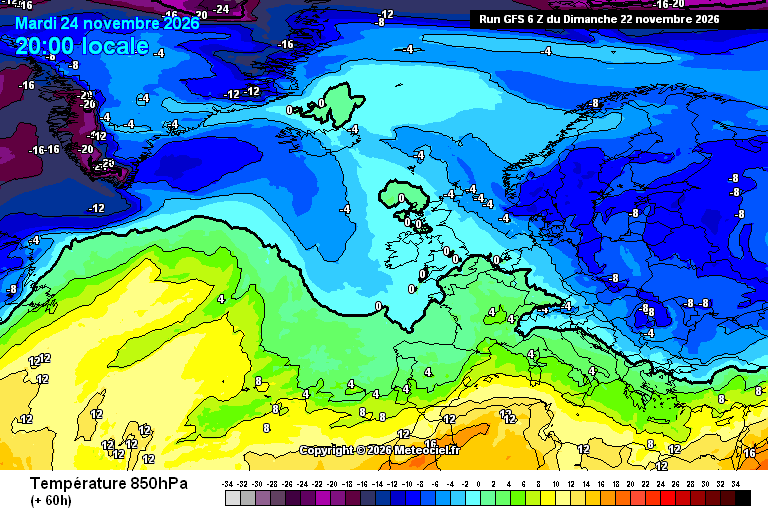 Mardi 24 novembre 2026
20:00 locale
Run GFS 6 Z du Dimanche 22 novembre 2026
Copyright © 2026 Meteociel.fr
Température 850hPa
(+ 60h)
-34 -32 -30 -28 -26 -24 -22 -20 -18 -16 -14 -12 -10 -8 -6 -4 -2 0 2 4 6 8 10 12 14 16 18 20 22 24 26 28 30 32 34